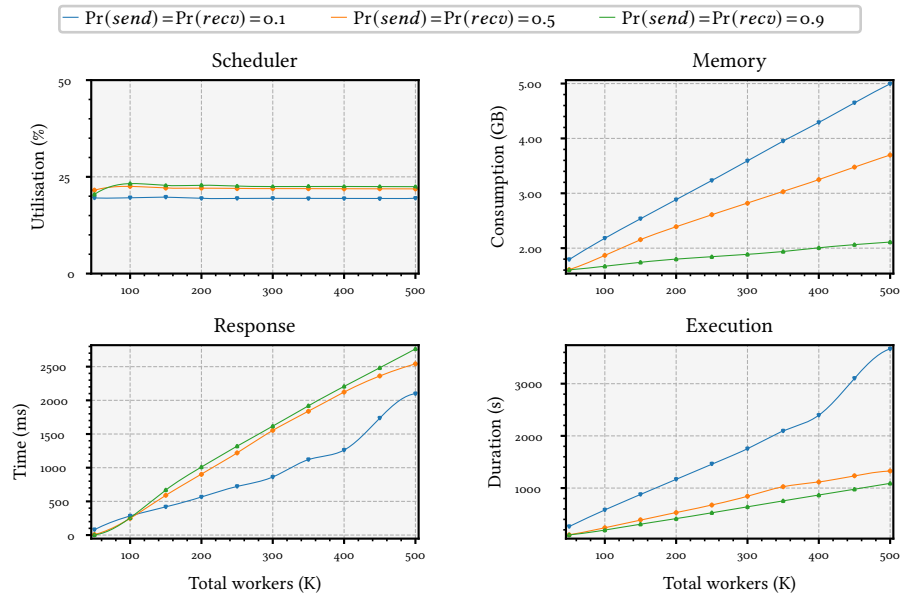 Pr(send)=Pr(recv)=0.1 Pr(send)=Pr(recv)=0.5 Pr(send)=Pr(recv)=0.9
Scheduler
Utilisation (%)
50
25
0
100 200 300 400 500
Memory
Consumption (GB)
5.00
4.00
3.00
2.00
100 200 300 400 500
Response
Time (ms)
2500
2000
1500
1000
500
0
100 200 300 400 500
Total workers (K)
Execution
Duration (s)
3000
2000
1000
100 200 300 400 500
Total workers (K)